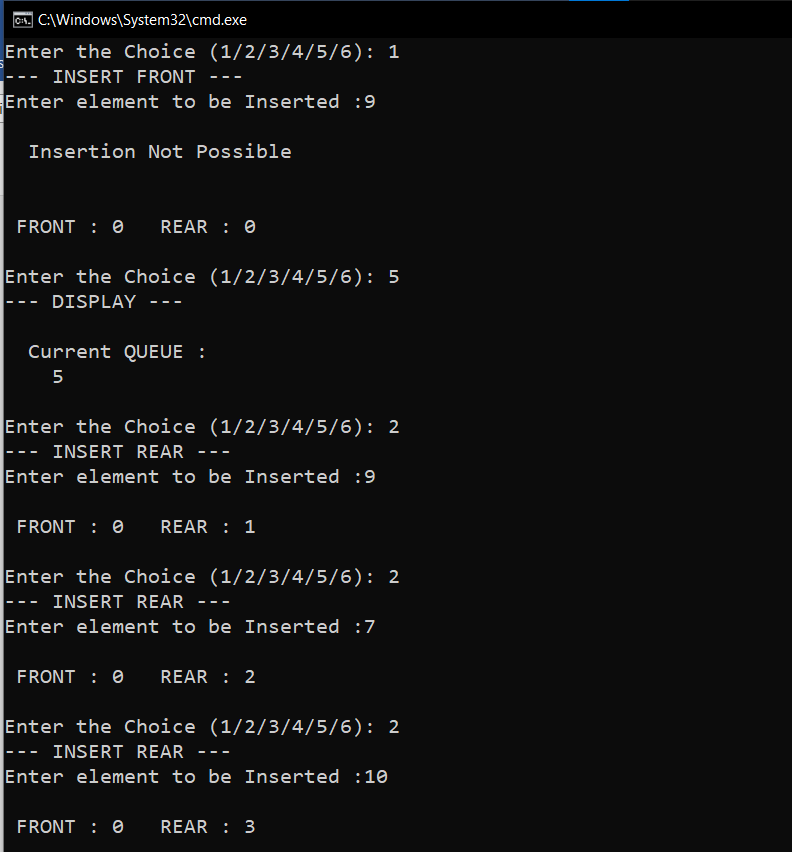 C:\Windows\System32\cmd.exe
Enter the Choice (1/2/3/4/5/6): 1
--- INSERT FRONT ---
Enter element to be Inserted :9
Insertion Not Possible
FRONT : 0   REAR : 0
Enter the Choice (1/2/3/4/5/6): 5
--- DISPLAY ---
Current QUEUE :
5
Enter the Choice (1/2/3/4/5/6): 2
--- INSERT REAR ---
Enter element to be Inserted :9
FRONT : 0   REAR : 1
Enter the Choice (1/2/3/4/5/6): 2
--- INSERT REAR ---
Enter element to be Inserted :7
FRONT : 0   REAR : 2
Enter the Choice (1/2/3/4/5/6): 2
--- INSERT REAR ---
Enter element to be Inserted :10
FRONT : 0   REAR : 3